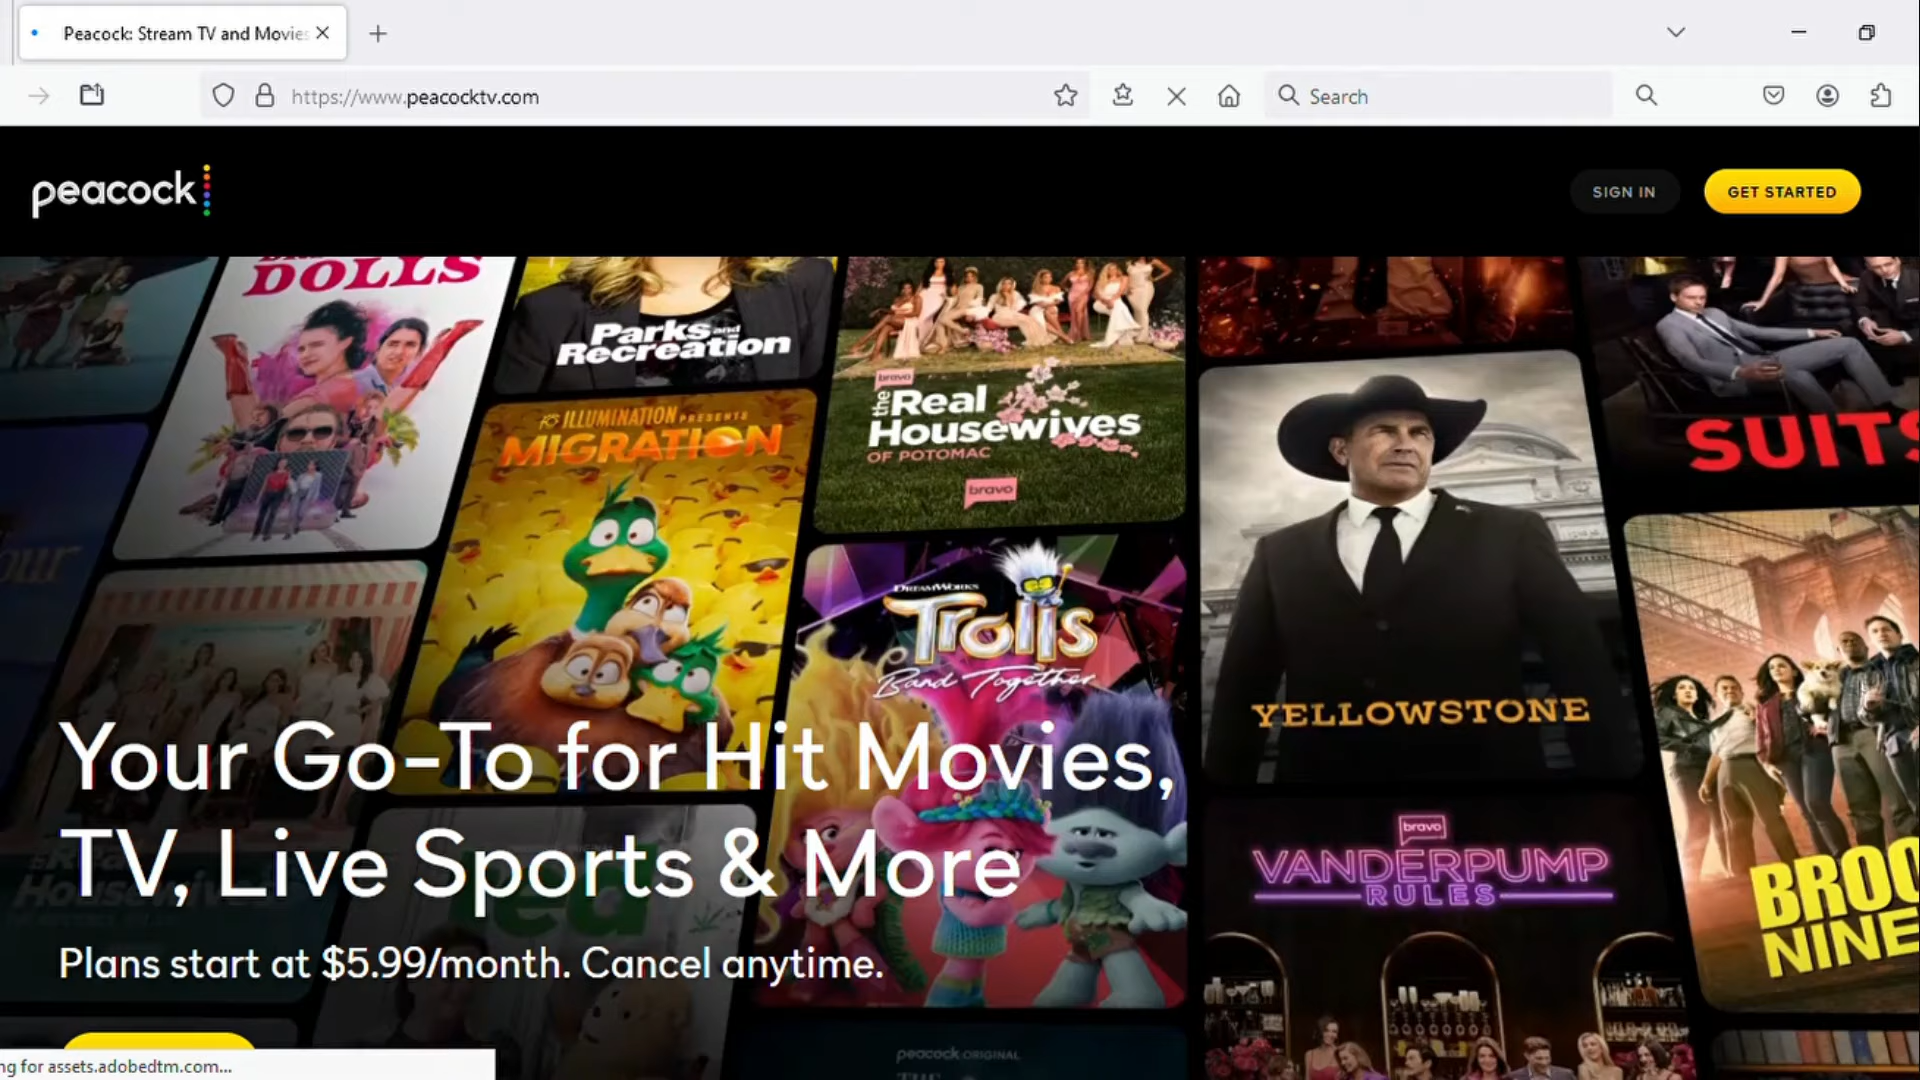 Peacock: Stream TV and Movies
https://www.peacocktv.com
Search
peacock
SIGN IN
GET STARTED
DOLLS
Parks and
Recreation
bravo
the Real
Housewives
OF POTOMAC
bravo
ILLUMINATION PRESENTS
MIGRATION
SUITS
DREAMWORKS
Trolls
Band Together
YELLOWSTONE
Your Go-To for Hit Movies,
TV, Live Sports & More
bravo
VANDERPUMP
RULES
BROO
NINE
Plans start at $5.99/month. Cancel anytime.
peacock ORIGINAL
THE
ng for assets.adobedtm.com...